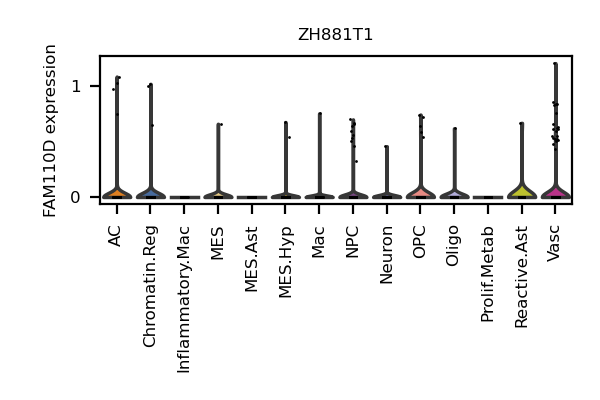 ZH881T1
FAM110D expression
1
0
AC
Chromatin.Reg
Inflammatory.Mac
MES
MES.Ast
MES.Hyp
Mac
NPC
Neuron
OPC
Oligo
Prolif.Metab
Reactive.Ast
Vasc